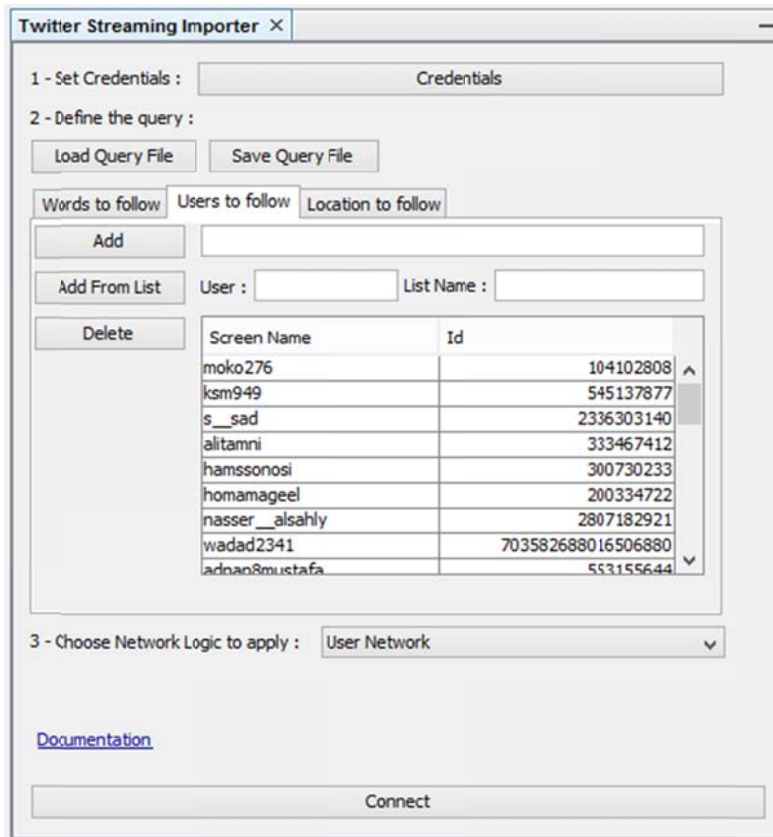 Twitter Streaming Importer ×
1 - Set Credentials : Credentials
2 - Define the query :
Load Query File Save Query File
Words to follow Users to follow Location to follow
Add
Add From List User : List Name :
Delete Screen Name Id
moko276 104102808
ksm949 545137877
s__sad 2336303140
alitamni 333467412
hamssonosi 300730233
homamageel 200334722
nasser__alsahly 2807182921
wadad2341 703582688016506880
adnan8mustafa 553155644
3 - Choose Network Logic to apply : User Network
Documentation
Connect